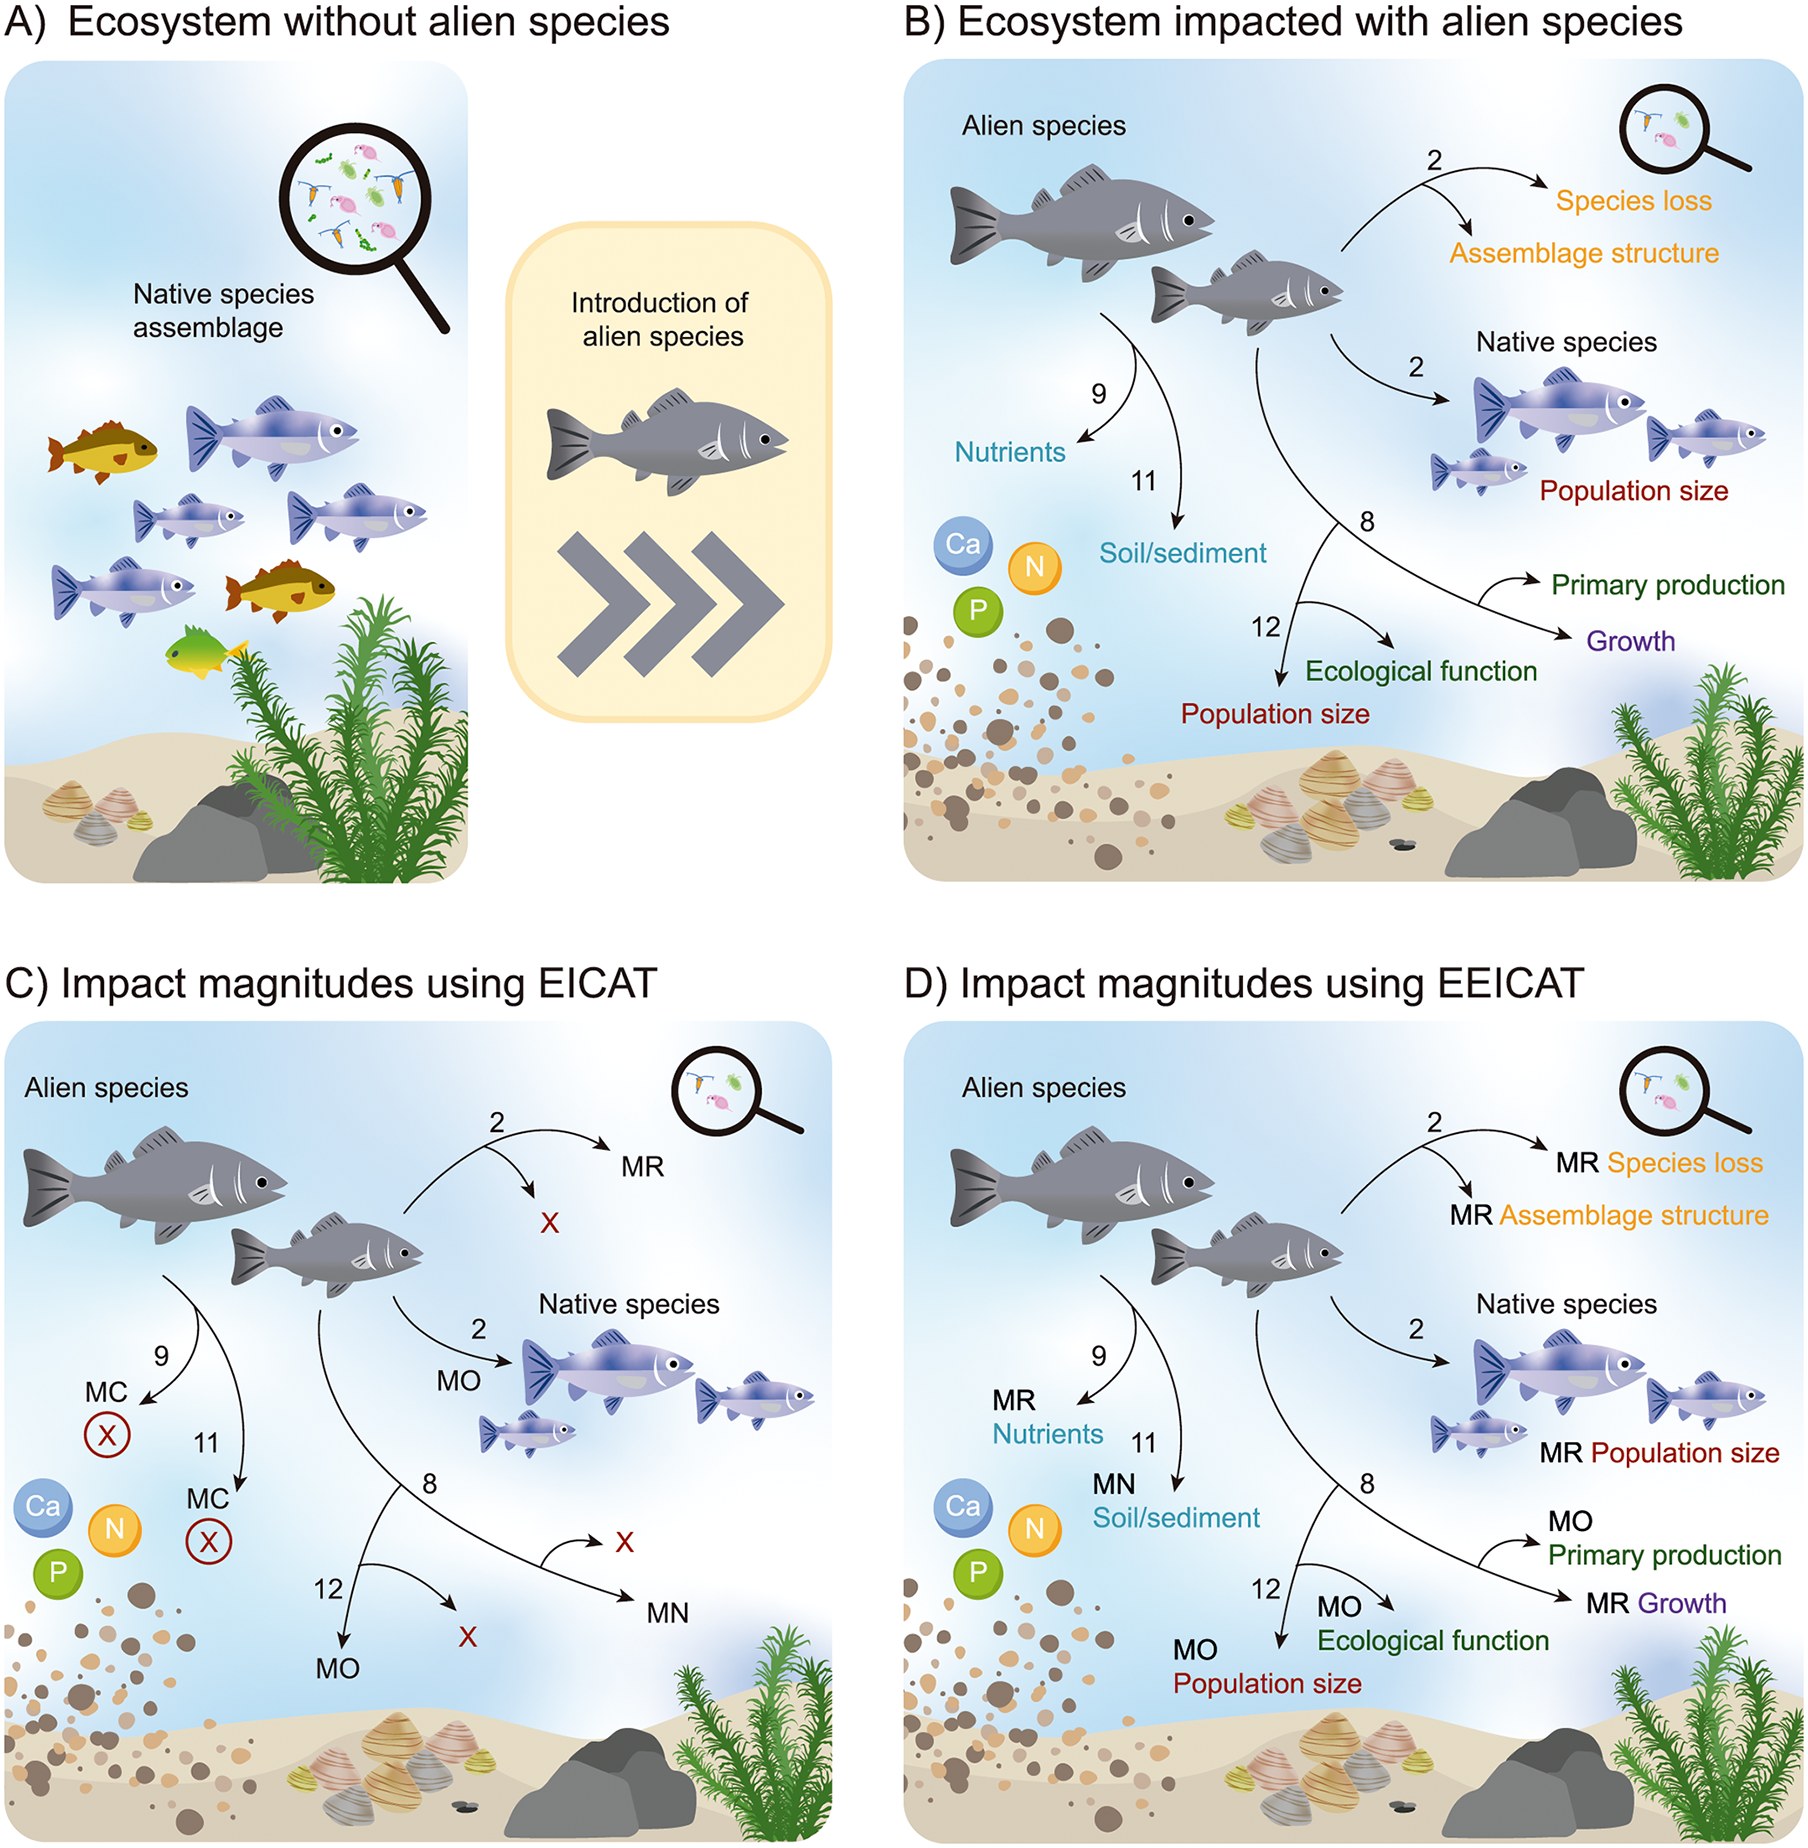 A) Ecosystem without alien species
Native species
assemblage
Introduction of
alien species
B) Ecosystem impacted with alien species
Alien species
2
Species loss
Assemblage structure
Native species
2
9
Nutrients
Population size
11
8
Ca
Soil/sediment
N
Primary production
P
12
Growth
Ecological function
Population size
C) Impact magnitudes using EICAT
Alien species
2
MR
X
Native species
2
9
MO
MC
X
11
8
MC
Ca
N
X
X
P
12
MN
X
MO
D) Impact magnitudes using EEICAT
Alien species
2
MR Species loss
MR Assemblage structure
Native species
2
9
MR
Nutrients
11
MR Population size
MN
8
Ca
Soil/sediment
N
MO
Primary production
P
12
MR Growth
MO
Ecological function
MO
Population size